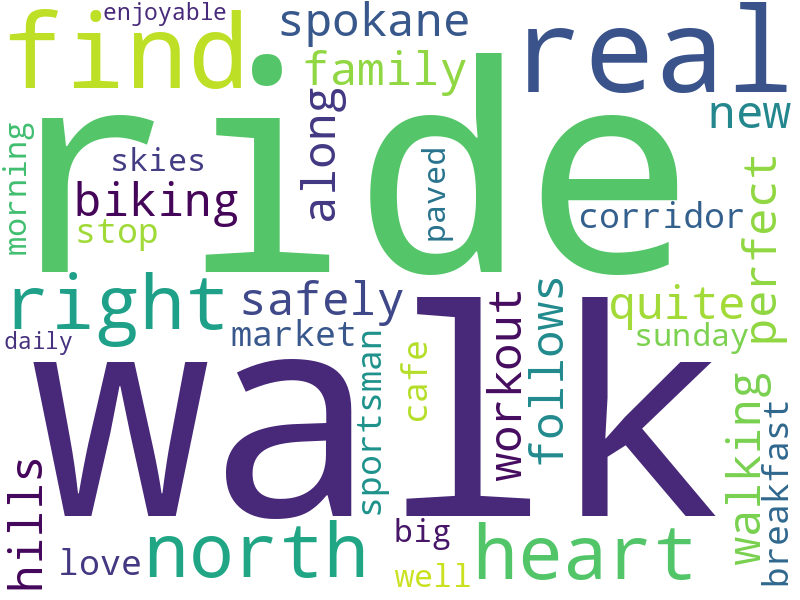 enjoyable
find
spokane
real
family
ride
along
new
morning
skies
paved
biking
corridor
perfect
stop
right
safely
follows
quite
workout
market
sunday
daily
sportsman
cafe
walk
walking
breakfast
hills
north
big
heart
love
well